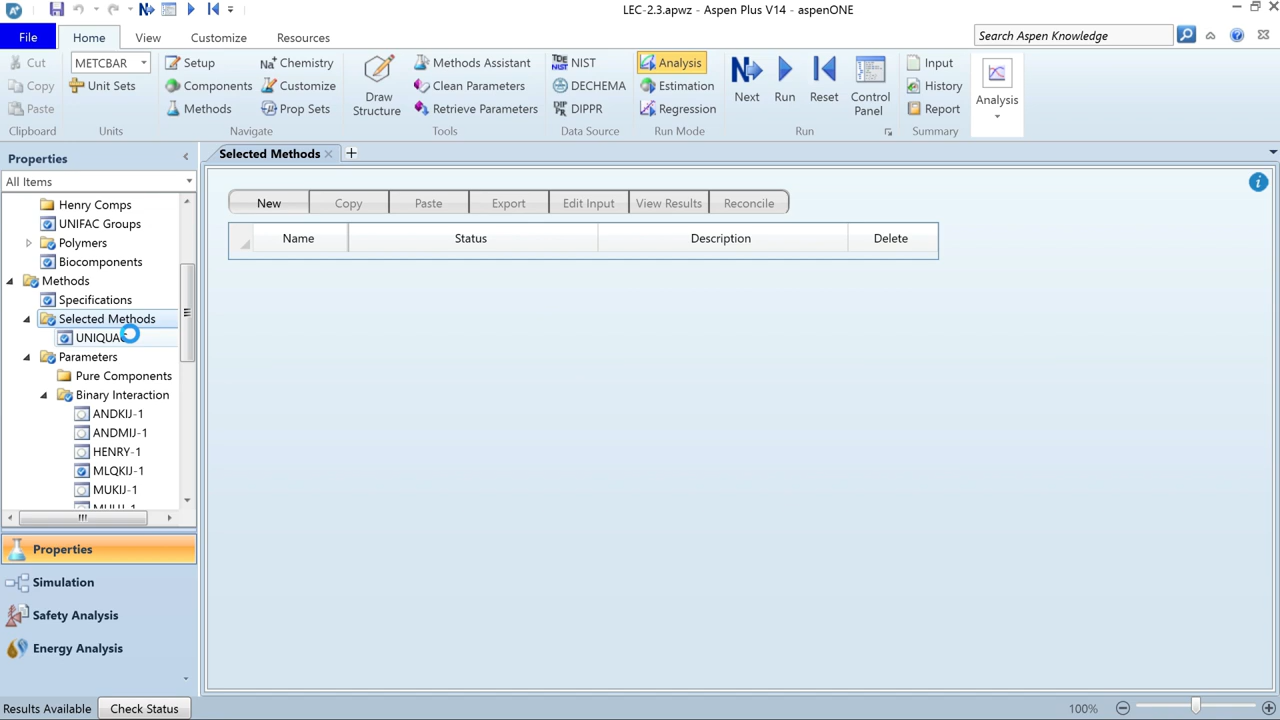 LEC-2.3.apwz - Aspen Plus V14 - aspenONE
File Home View Customize Resources Search Aspen Knowledge
Cut METCBAR Setup Chemistry Methods Assistant NIST Analysis Input
Copy Unit Sets Components Customize Clean Parameters DECHEMA Estimation History
Paste Methods Prop Sets Draw Structure Retrieve Parameters DIPPR Regression Next Run Reset Control Panel Report Analysis
Clipboard Units Navigate Tools Data Source Run Mode Run Summary
Properties
All Items
Selected Methods
New Copy Paste Export Edit Input View Results Reconcile
Name Status Description Delete
Henry Comps
UNIFAC Groups
Polymers
Biocomponents
Methods
Specifications
Selected Methods
Parameters
Pure Components
Binary Interaction
ANDKIJ-1
ANDMIJ-1
HENRY-1
MLQKIJ-1
MUKIJ-1
Properties
Simulation
Safety Analysis
Energy Analysis
Results Available Check Status 100%